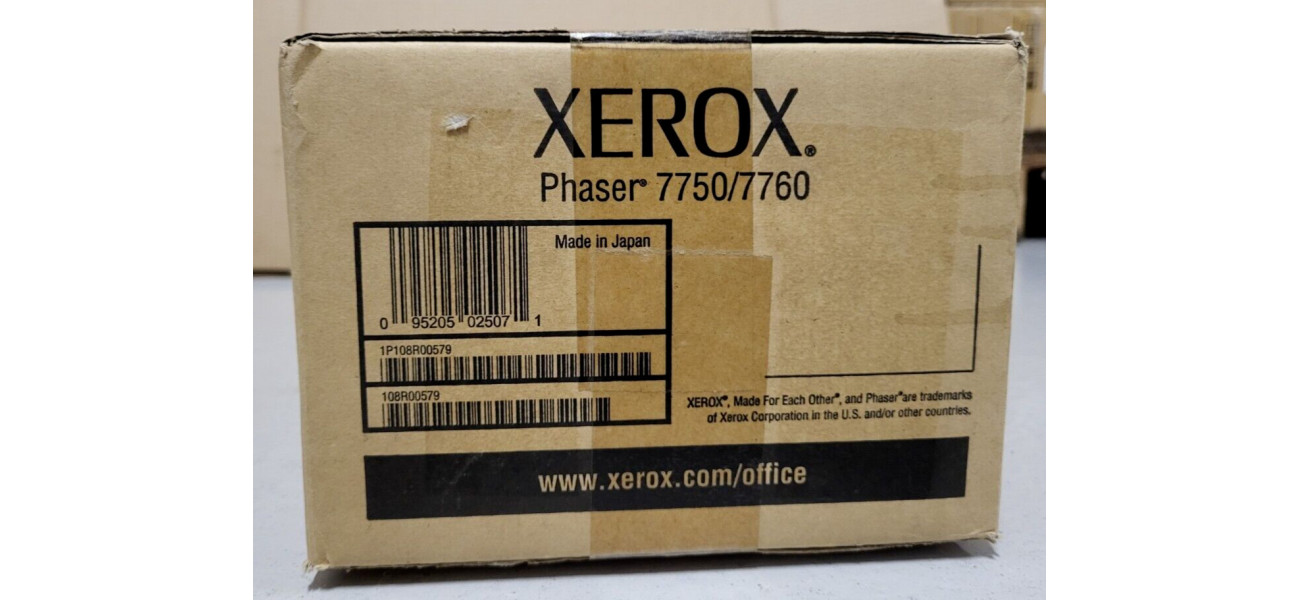 XEROX®
Phaser® 7750/7760
Made in Japan
0 95205 02507 1
1P108R00579
108R00579
XEROX®, Made For Each Other®, and Phaser®are trademarks
of Xerox Corporation in the U.S. and/or other countries.
www.xerox.com/office